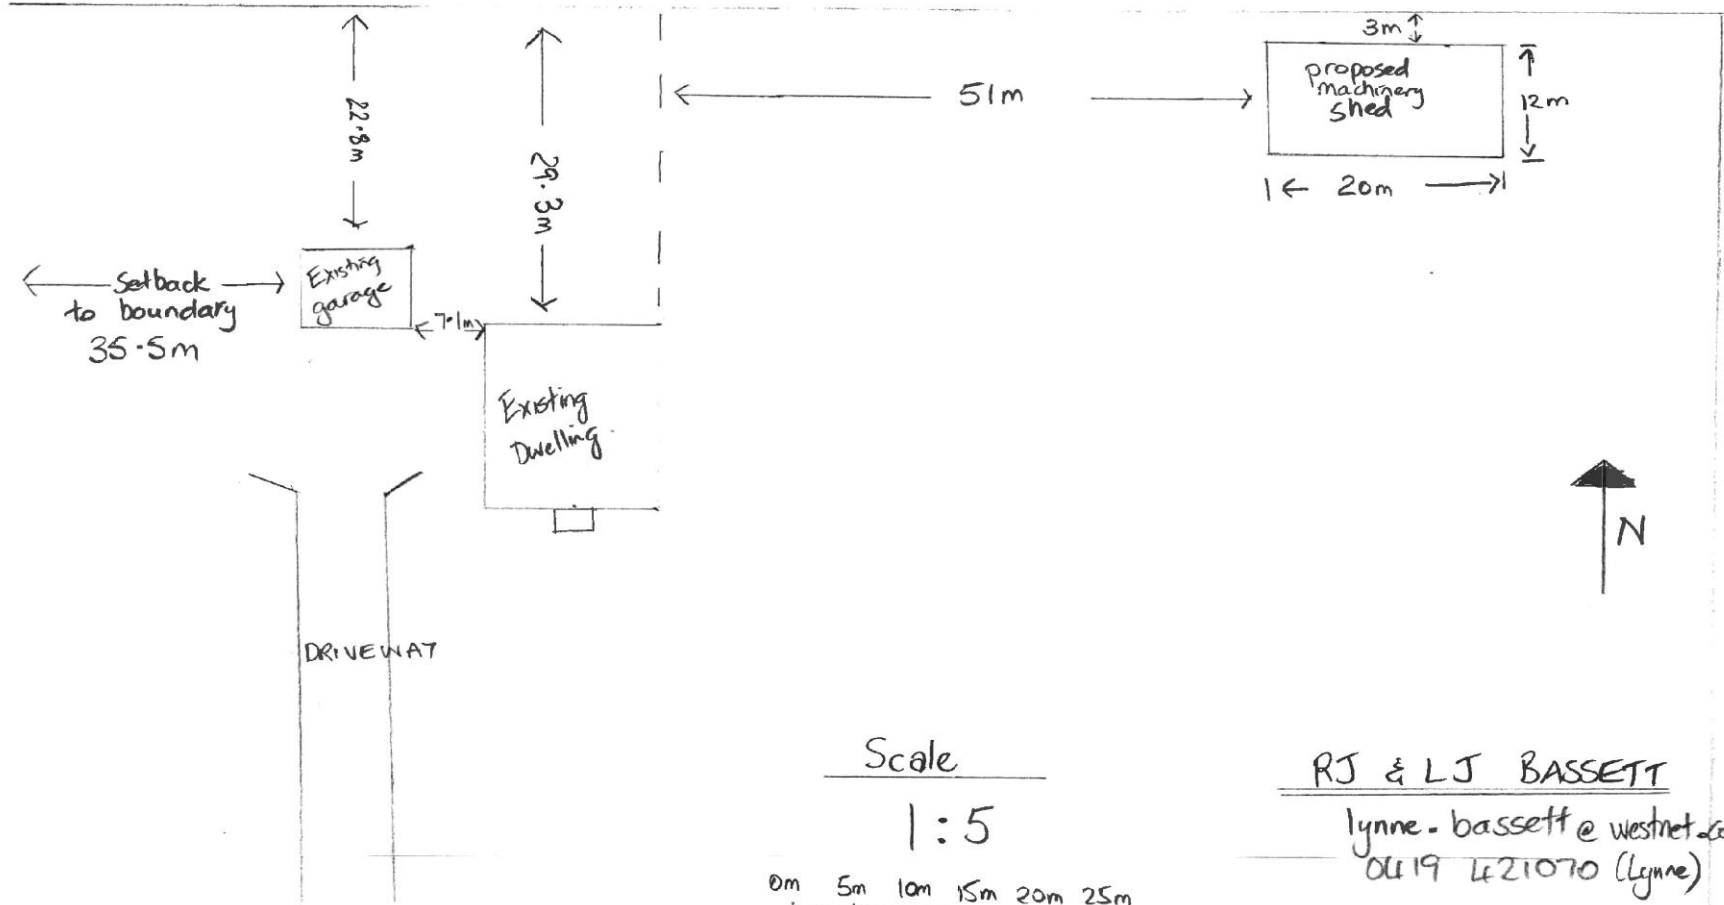 22.8m
29.3m
51m
3m
proposed
machinery
shed
12m
20m
Setback
to boundary
35.5m
Existing
garage
7.1m
Existing
Dwelling.
N
DRIVEWAY
Scale
1:5
0m 5m 10m 15m 20m 25m
RJ & LJ BASSETT
lynne.bassett@westnet.co
0419 421070 (Lynne)